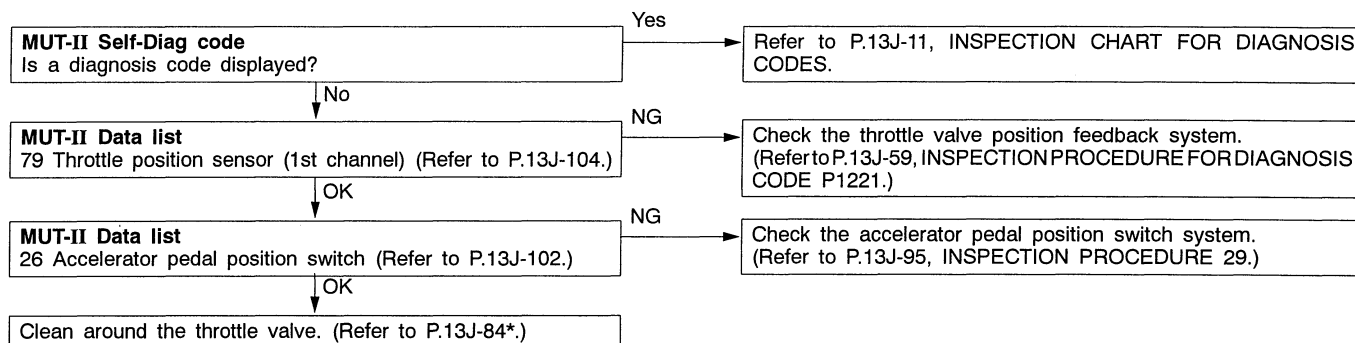 Yes
MUT-II Self-Diag code
Is a diagnosis code displayed?
Refer to P.13J-11, INSPECTION CHART FOR DIAGNOSIS
CODES.
No
MUT-II Data list
79 Throttle position sensor (1st channel) (Refer to P.13J-104.)
NG
Check the throttle valve position feedback system.
(Refer to P.13J-59, INSPECTION PROCEDURE FOR DIAGNOSIS
CODE P1221.)
OK
MUT-II Data list
26 Accelerator pedal position switch (Refer to P.13J-102.)
NG
Check the accelerator pedal position switch system.
(Refer to P.13J-95, INSPECTION PROCEDURE 29.)
OK
Clean around the throttle valve. (Refer to P.13J-84*.)